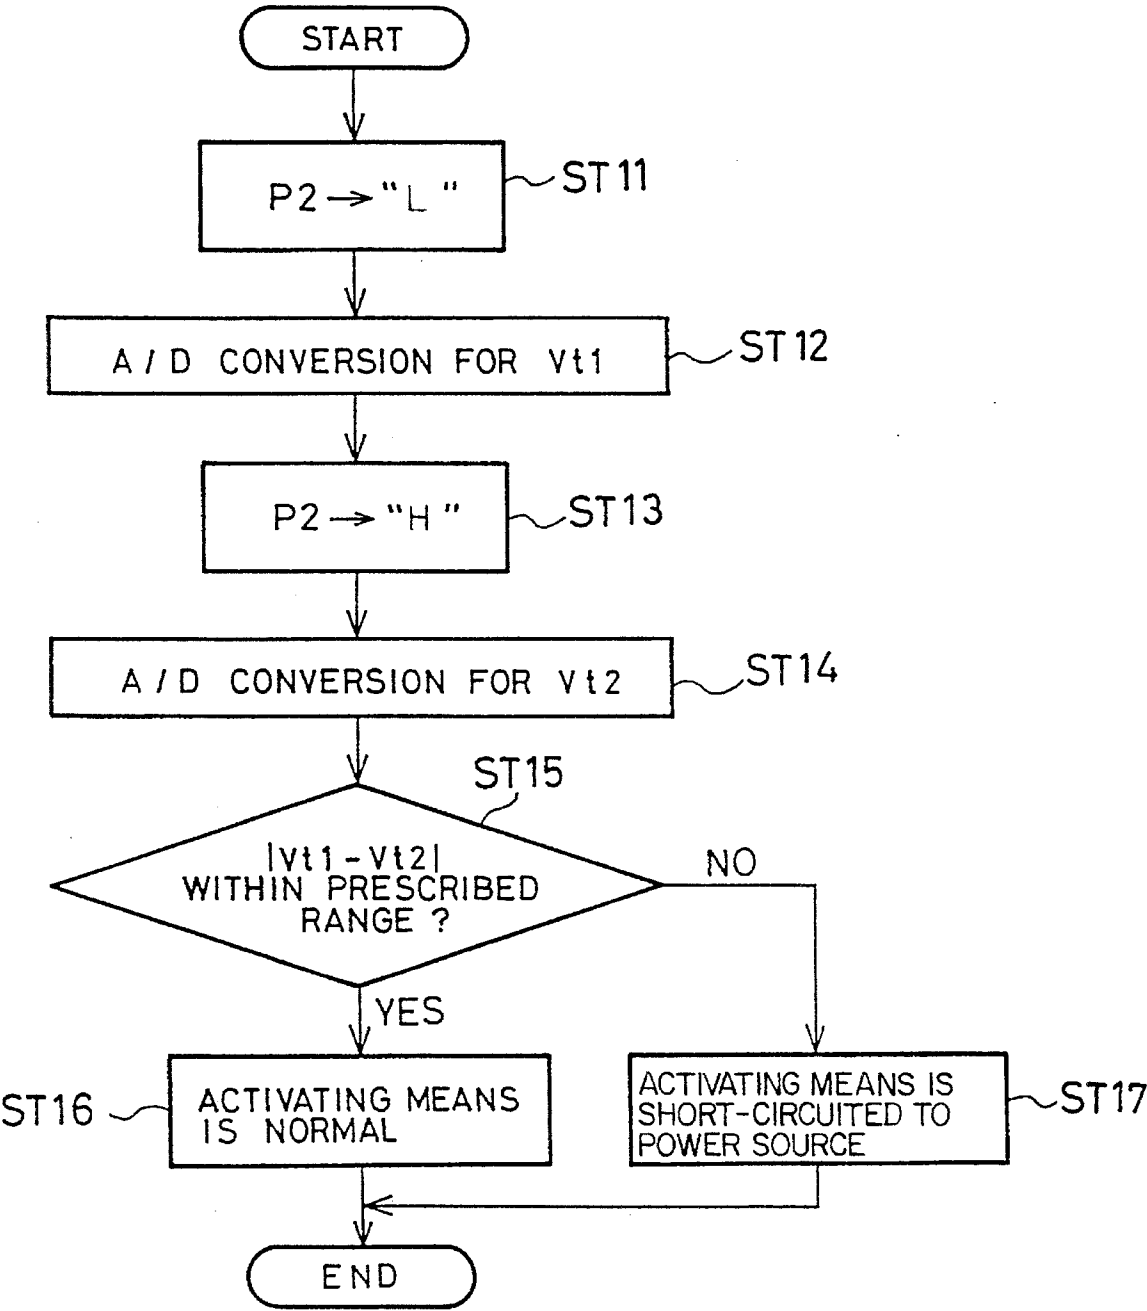 START
P2 → "L"
ST11
A/D CONVERSION FOR Vt1
ST12
P2 → "H"
ST13
A/D CONVERSION FOR Vt2
ST14
ST15
|Vt1-Vt2|
WITHIN PRESCRIBED
RANGE ?
NO
YES
ST16
ACTIVATING MEANS
IS NORMAL
ACTIVATING MEANS IS
SHORT-CIRCUITED TO
POWER SOURCE
ST17
END